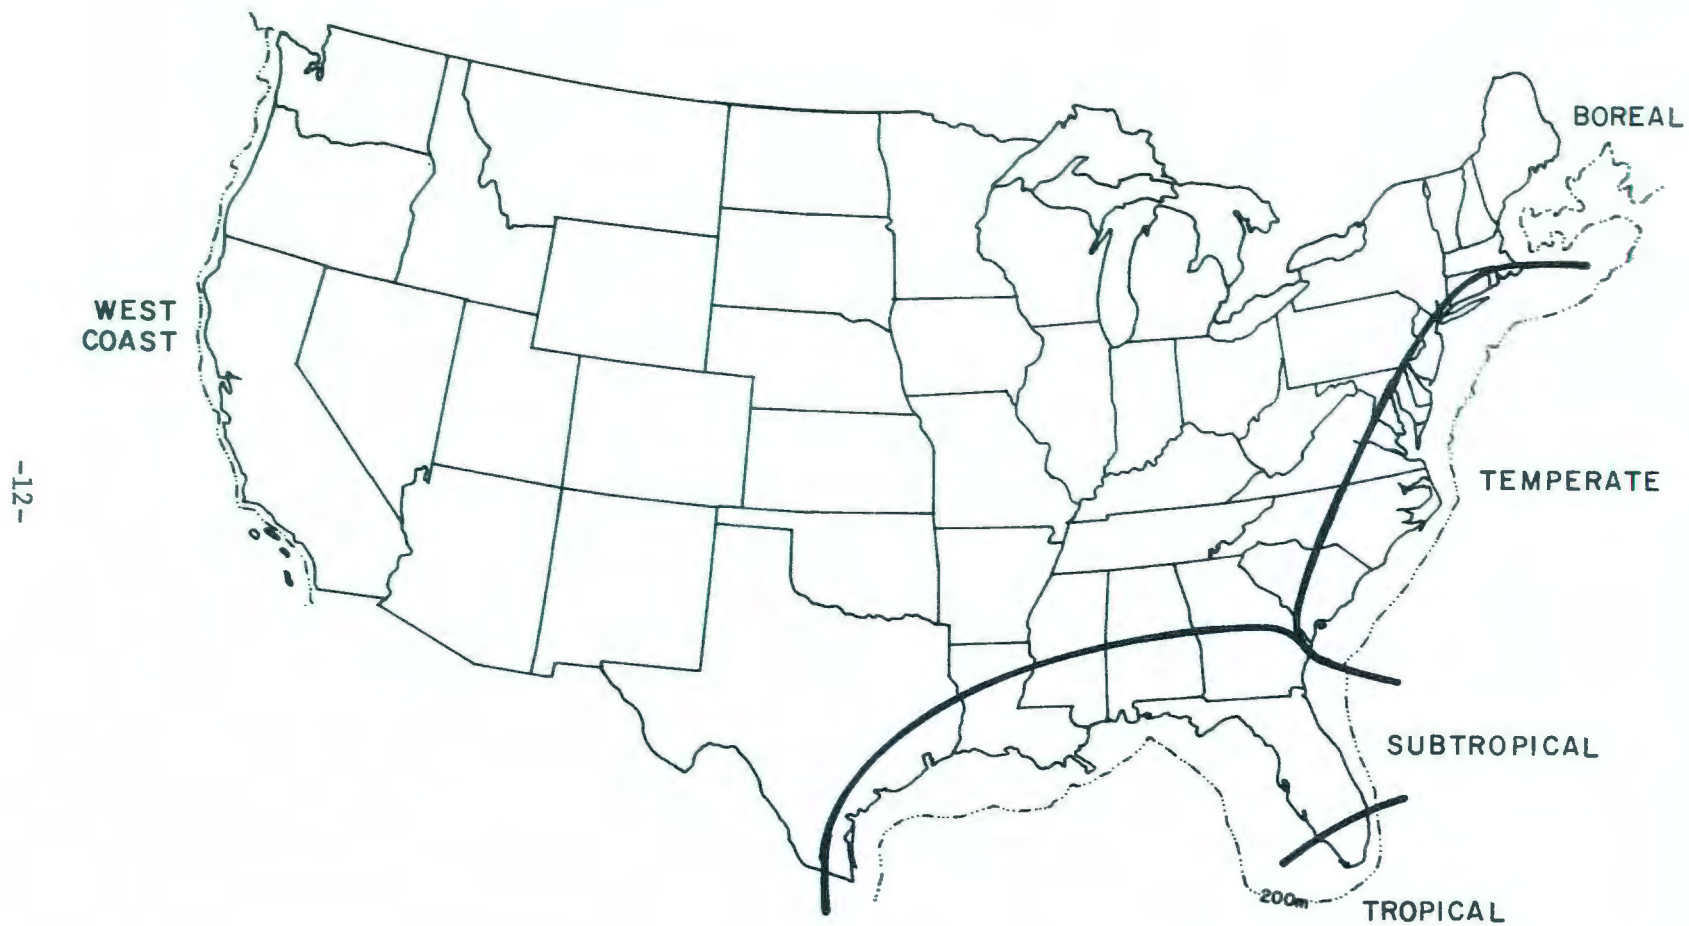 BOREAL
WEST
COAST
TEMPERATE
-12-
SUBTROPICAL
200m
TROPICAL